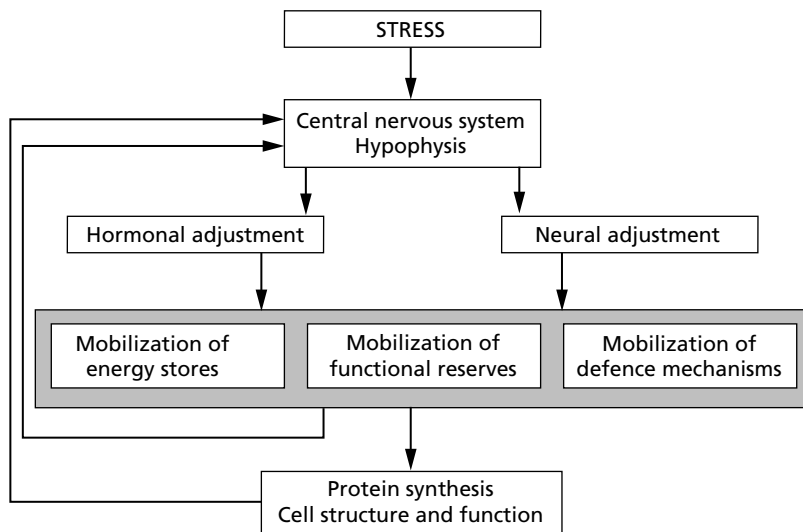 STRESS
Central nervous system
Hypophysis
Hormonal adjustment
Neural adjustment
Mobilization of
energy stores
Mobilization of
functional reserves
Mobilization of
defence mechanisms
Protein synthesis
Cell structure and function